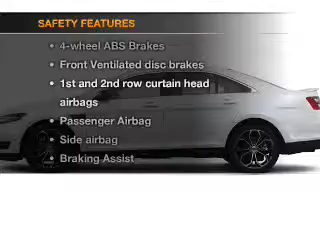 SAFETY FEATURES
• 4-wheel ABS Brakes
• Front Ventilated disc brakes
• 1st and 2nd row curtain head
airbags
• Passenger Airbag
• Side airbag
• Braking Assist